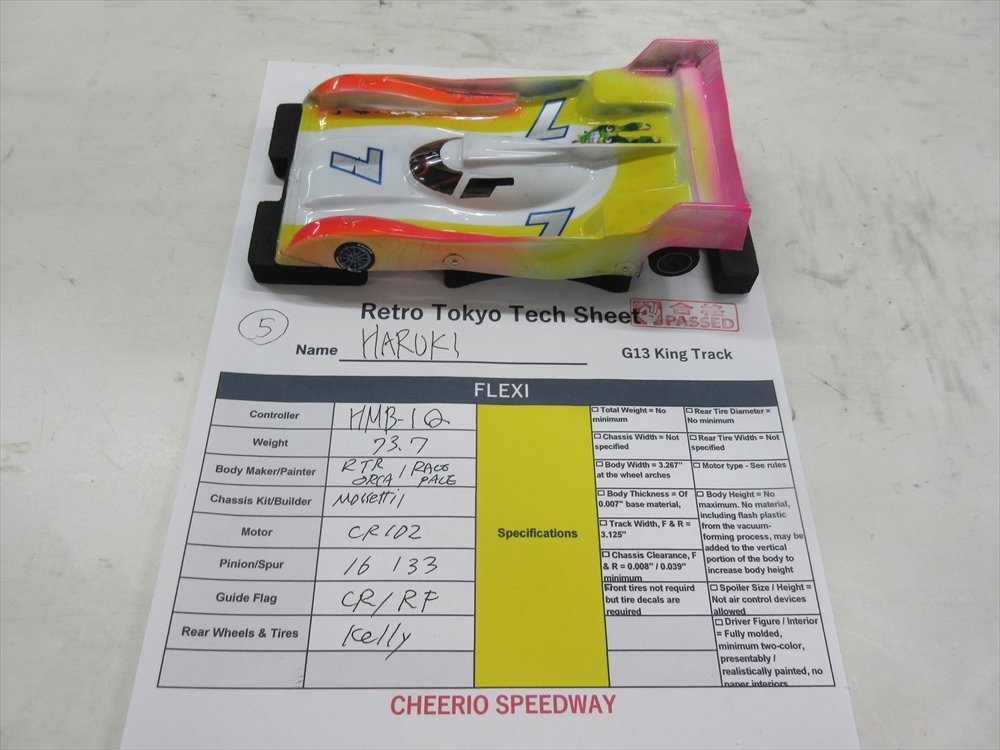 7
7
7
Retro Tokyo Tech Sheet
合格
PASSED
5
Name HARUKI
G13 King Track
FLEXI
Controller HMB-1Q
Weight 73.7
Body Maker/Painter RTR ORCA / RACE PACE
Chassis Kit/Builder Mossetti
Motor CR102
Pinion/Spur 16 133
Guide Flag CR/RF
Rear Wheels & Tires Kelly
Specifications
Total Weight = No
minimum
Rear Tire Diameter =
No minimum
Chassis Width = Not
specified
Rear Tire Width = Not
specified
Body Width = 3.267"
at the wheel arches
Motor type - See rules
Body Thickness = Of
0.007" base material,
Body Height = No
maximum. No material,
including flash plastic
from the vacuum-
forming process, may be
added to the vertical
portion of the body to
increase body height
Track Width, F & R =
3.125"
Chassis Clearance, F
& R = 0.008" / 0.039"
minimum
Front tires not requird
but tire decals are
required
Spoiler Size / Height =
Not air control devices
allowed
Driver Figure / Interior
= Fully molded,
minimum two-color,
presentably /
realistically painted, no
paper interiors
CHEERIO SPEEDWAY